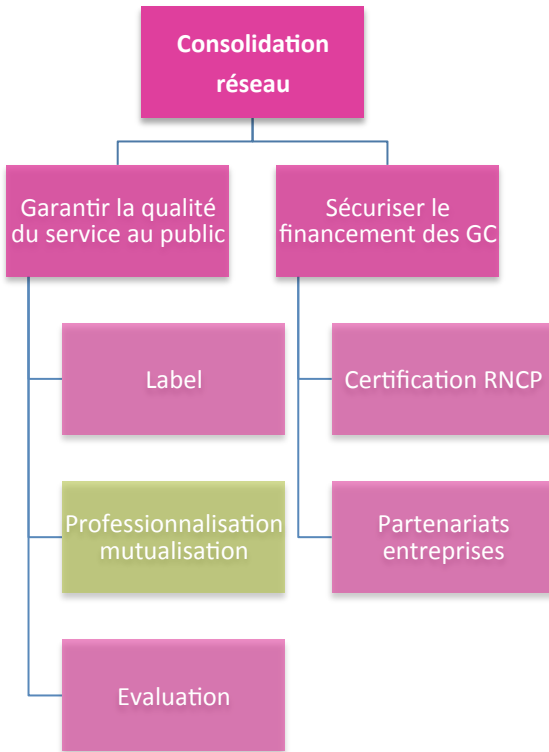 Consolidation
réseau
Garantir la qualité
du service au public
Sécuriser le
financement des GC
Label
Certification RNCP
Professionnalisation
mutualisation
Partenariats
entreprises
Evaluation